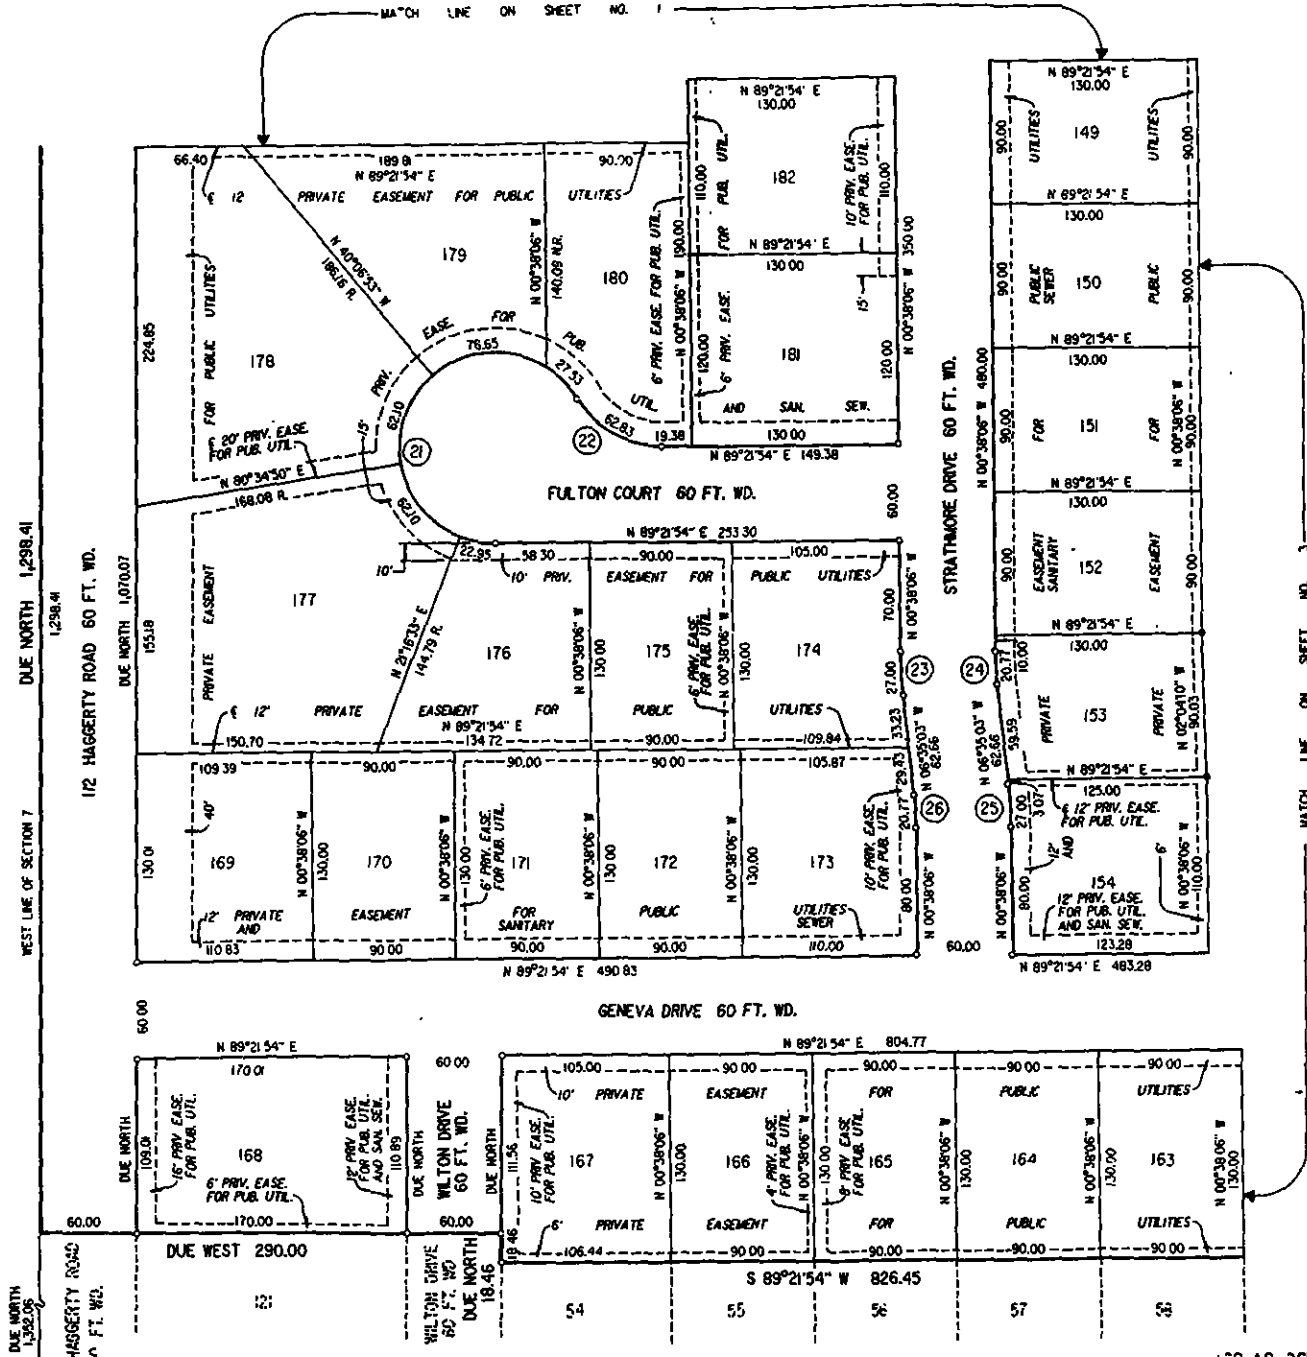 MATCH LINE ON SHEET NO. 1
N 89°21'54" E
130.00
149
90.00
UTILITIES
UTILITIES
90.00
N 89°21'54" E
130.00
150
90.00
PUBLIC
SEWER
PUBLIC
90.00
N 89°21'54" E
130.00
151
90.00
FOR
FOR
N 00°38'06" W
90.00
N 89°21'54" E
130.00
152
90.00
EASEMENT
SANITARY
EASEMENT
90.00
N 89°21'54" E
130.00
153
20.77
10.00
59.59
PRIVATE
PRIVATE
N 02°04'10" W
90.03
N 89°21'54" E
125.00
₵ 12' PRIV. EASE.
FOR PUB. UTIL.
27.00
3.07
12'
AND
6'
154
12' PRIV. EASE.
FOR PUB. UTIL.
AND SAN. SEW.
80.00
N 00°38'06" W
110.00
123.28
N 89°21'54" E 483.28
N 89°21'54" E
130.00
182
110.00
FOR PUB. UTIL.
10' PRIV. EASE.
FOR PUB. UTIL.
110.00
N 89°21'54" E
130.00
15'
181
120.00
6' PRIV. EASE.
120.00
AND SAN. SEW.
130.00
N 89°21'54" E 149.38
N 00°38'06" W 350.00
66.40
189.81
N 89°21'54" E
90.00
₵ 12' PRIVATE EASEMENT FOR PUBLIC UTILITIES
179
180
178
N 40°06'53" W
186.16 R.
N 00°38'06" W
140.09 N.R.
6' PRIV. EASE. FOR PUB. UTIL.
N 00°38'06" W 190.00
FOR PUBLIC UTILITIES
224.85
PRIV. EASE. FOR PUB. UTIL.
76.65
27.53
62.83
19.38
62.10
62.10
15'
21
22
₵ 20' PRIV. EASE.
FOR PUB. UTIL.
N 80°34'50" E
168.08 R.
FULTON COURT 60 FT. WD.
60.00
N 89°21'54" E 253.30
STRATHMORE DRIVE 60 FT. WD.
N 00°38'06" W 480.00
10'
22.95
58.30
90.00
105.00
10' PRIV. EASEMENT FOR PUBLIC UTILITIES
177
176
175
174
PRIVATE EASEMENT
155.18
N 21°16'33" E
144.79 R.
N 00°38'06" W
130.00
6' PRIV. EASE.
FOR PUB. UTIL.
N 00°38'06" W
130.00
70.00
N 00°38'06" W
27.00
33.23
23
24
N 06°35'03" W
62.66
N 06°35'03" W
62.66
₵ 12' PRIVATE EASEMENT FOR PUBLIC UTILITIES
N 89°21'54" E
150.70
134.72
90.00
109.84
109.39
90.00
90.00
90.00
105.87
29.43
20.77
26
25
40'
130.01
169
170
171
172
173
N 00°38'06" W
130.00
N 00°38'06" W
130.00
6' PRIV. EASE.
FOR PUB. UTIL.
N 00°38'06" W
130.00
N 00°38'06" W
130.00
10' PRIV. EASE.
FOR PUB. UTIL.
80.00
N 00°38'06" W
N 00°38'06" W
12' PRIVATE EASEMENT FOR PUBLIC UTILITIES
AND SANITARY SEWER
110.83
90.00
90.00
90.00
110.00
60.00
N 89°21'54" E 490.83
DUE NORTH 1,298.41
1,298.41
1/2 HAGGERTY ROAD 60 FT. WD.
DUE NORTH 1,070.07
WEST LINE OF SECTION 7
MATCH LINE ON SHEET NO. 3
60.00
GENEVA DRIVE 60 FT. WD.
N 89°21'54" E
170.01
168
DUE NORTH
109.01
16' PRIV. EASE.
FOR PUB. UTIL.
12' PRIV. EASE.
FOR PUB. UTIL.
AND SAN. SEW.
110.89
DUE NORTH
6' PRIV. EASE.
FOR PUB. UTIL.
170.00
60.00
DUE WEST 290.00
60.00
WILTON DRIVE
60 FT. WD.
60.00
DUE NORTH
N 89°21'54" E 804.77
105.00
90.00
90.00
90.00
90.00
10' PRIVATE EASEMENT FOR PUBLIC UTILITIES
111.56
10' PRIV. EASE.
FOR PUB. UTIL.
167
166
165
164
163
N 00°38'06" W
130.00
4' PRIV. EASE.
FOR PUB. UTIL.
N 00°38'06" W
130.00
8' PRIV. EASE.
FOR PUB. UTIL.
N 00°38'06" W
130.00
N 00°38'06" W
130.00
N 00°38'06" W
130.00
6' PRIVATE EASEMENT FOR PUBLIC UTILITIES
18.46
106.44
90.00
90.00
90.00
90.00
S 89°21'54" W 826.45
DUE NORTH
1,352.06
HAGGERTY ROAD
FT. WD.
121
WILTON DRIVE
60 FT. WD
DUE NORTH
18.46
54
55
56
57
58